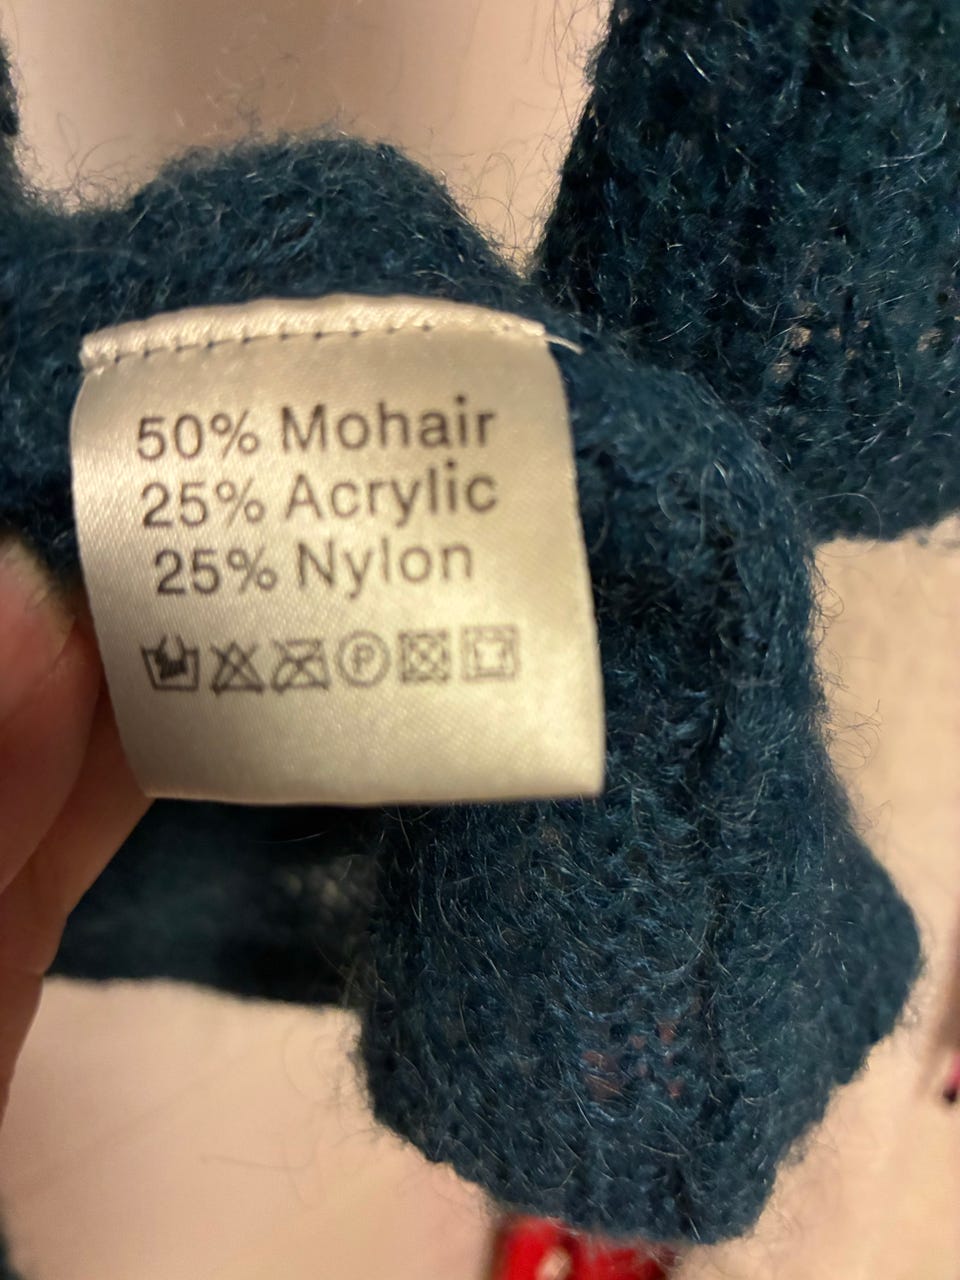 50% Mohair
25% Acrylic
25% Nylon
P